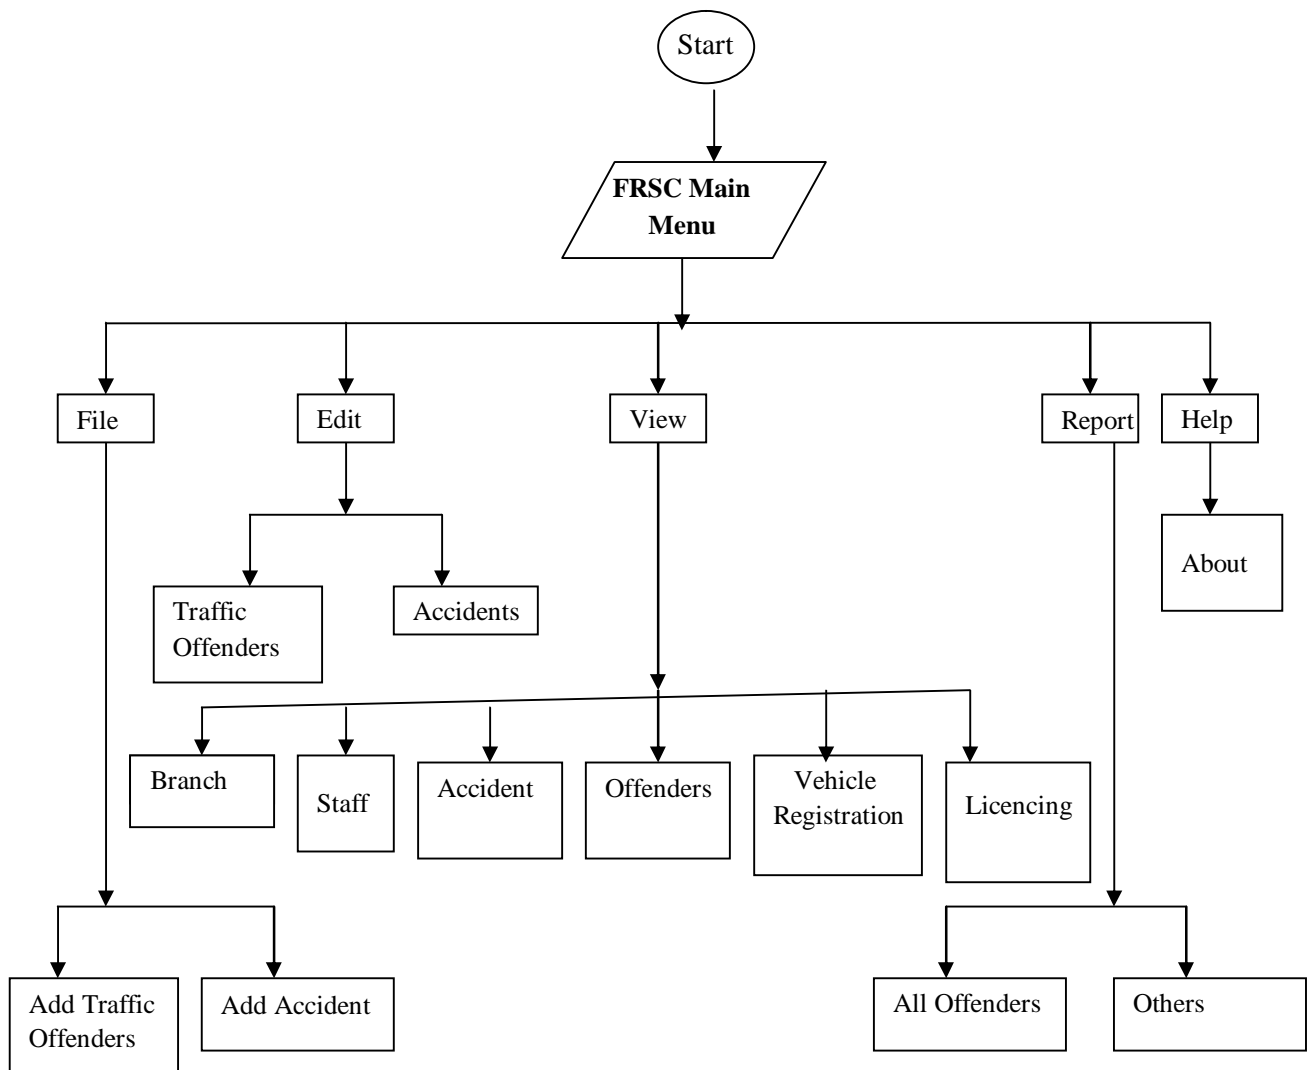 Start
FRSC Main
Menu
File
Edit
View
Report
Help
About
Traffic
Offenders
Accidents
Branch
Staff
Accident
Offenders
Vehicle
Registration
Licencing
Add Traffic
Offenders
Add Accident
All Offenders
Others